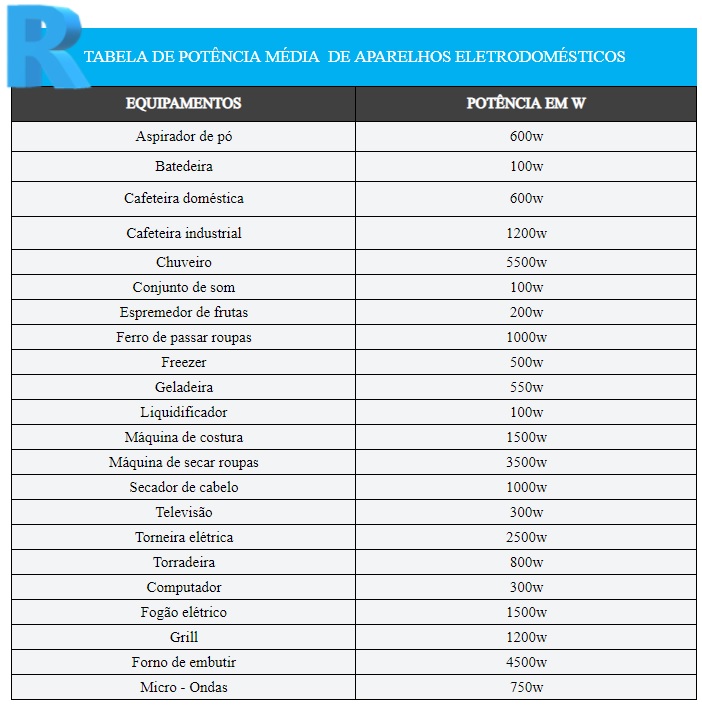 R
TABELA DE POTÊNCIA MÉDIA DE APARELHOS ELETRODOMÉSTICOS
EQUIPAMENTOS POTÊNCIA EM W
Aspirador de pó 600w
Batedeira 100w
Cafeteira doméstica 600w
Cafeteira industrial 1200w
Chuveiro 5500w
Conjunto de som 100w
Espremedor de frutas 200w
Ferro de passar roupas 1000w
Freezer 500w
Geladeira 550w
Liquidificador 100w
Máquina de costura 1500w
Máquina de secar roupas 3500w
Secador de cabelo 1000w
Televisão 300w
Torneira elétrica 2500w
Torradeira 800w
Computador 300w
Fogão elétrico 1500w
Grill 1200w
Forno de embutir 4500w
Micro - Ondas 750w